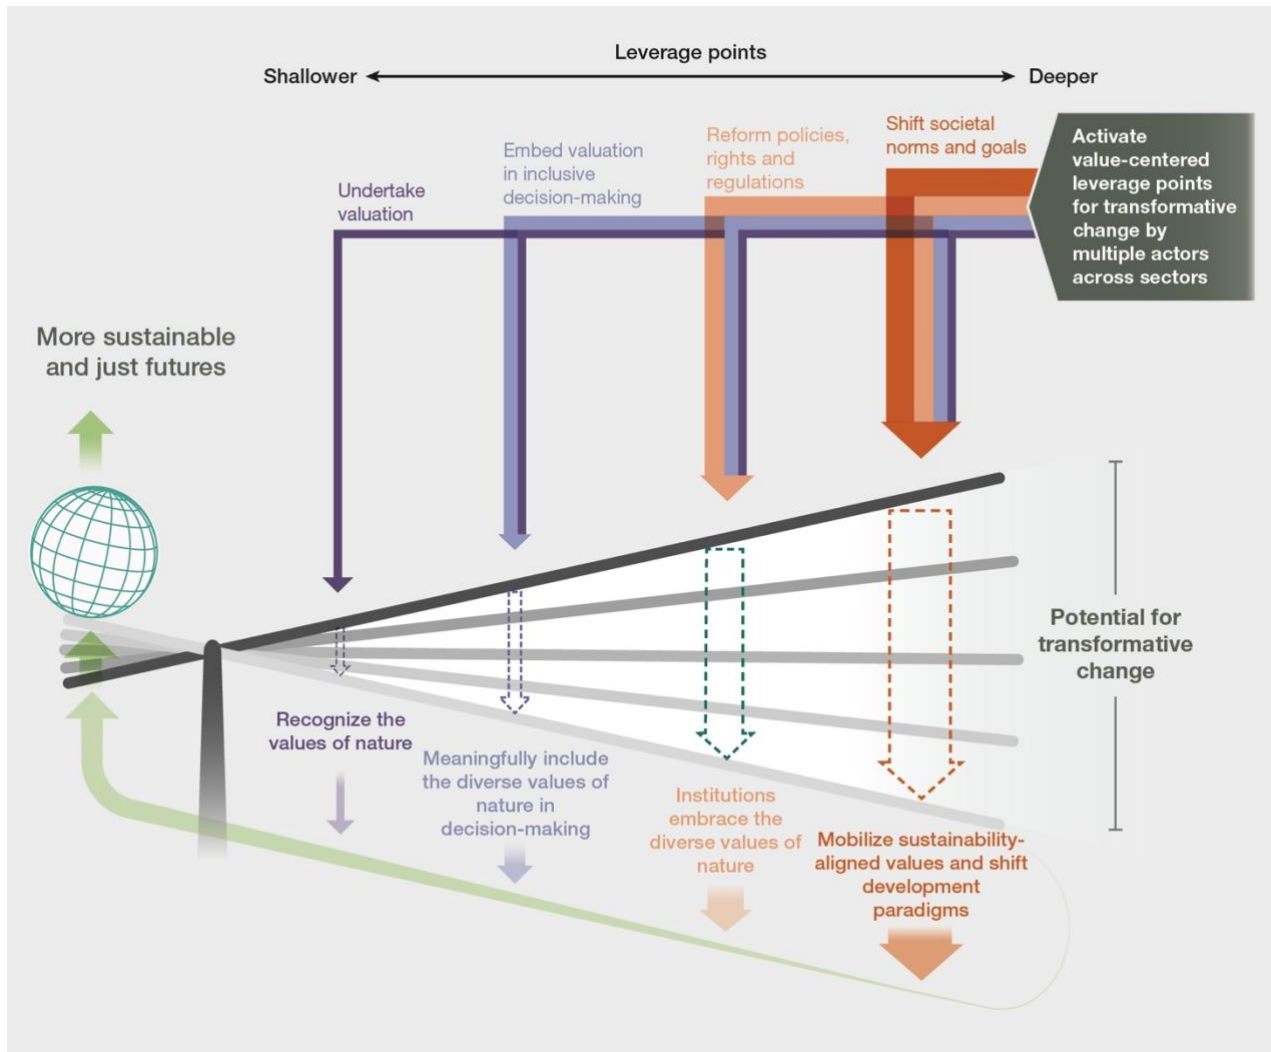 Leverage points
Shallower
Deeper
Undertake
valuation
Embed valuation
in inclusive
decision-making
Reform policies,
rights and
regulations
Shift societal
norms and goals
Activate
value-centered
leverage points
for transformative
change by
multiple actors
across sectors
More sustainable
and just futures
Potential for
transformative
change
Recognize the
values of nature
Meaningfully include
the diverse values of
nature in
decision-making
Institutions
embrace the
diverse values of
nature
Mobilize sustainability-
aligned values and shift
development
paradigms